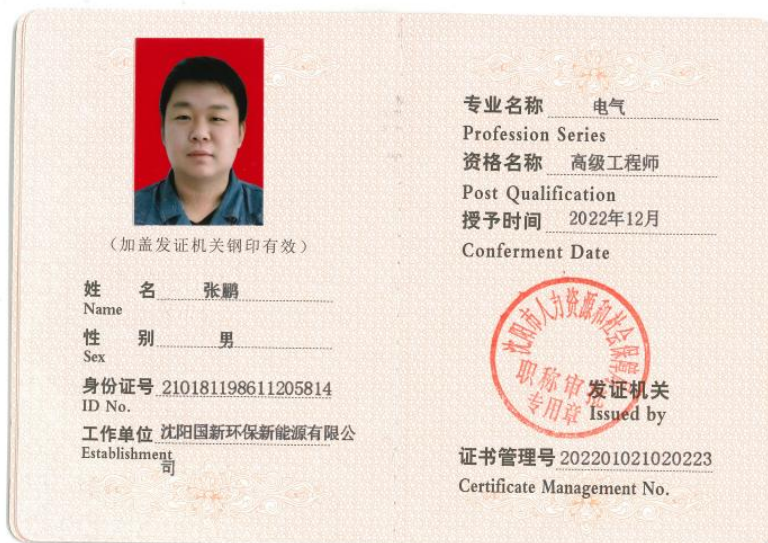 （加盖发证机关钢印有效）
姓 名 张鹏
Name
性 别 男
Sex
身份证号 210181198611205814
ID No.
工作单位 沈阳国新环保新能源有限公
Establishment
司
专业名称 电气
Profession Series
资格名称 高级工程师
Post Qualification
授予时间 2022年12月
Conferment Date
沈阳市人力资源和社会保障局
职称审批
专用章
发证机关
Issued by
证书管理号 202201021020223
Certificate Management No.